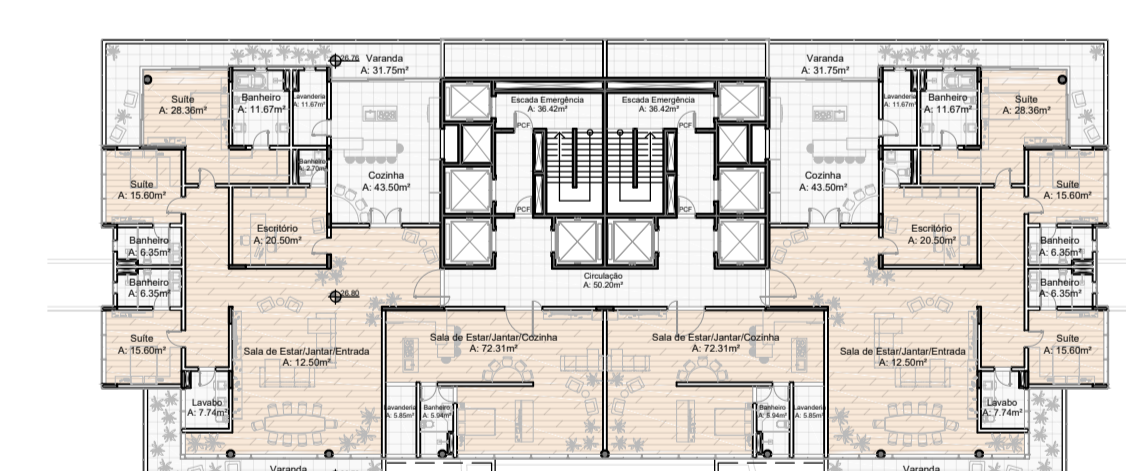 26.76
Varanda
A: 31.75m²
Varanda
A: 31.75m²
Suíte
A: 28.36m²
Banheiro
A: 11.67m²
Lavanderia
A: 11.67m²
Escada Emergência
A: 36.42m²
Escada Emergência
A: 36.42m²
Lavanderia
A: 11.67m²
Banheiro
A: 11.67m²
Suíte
A: 28.36m²
PCF
PCF
Banheiro
A: 2.70m²
Cozinha
A: 43.50m²
Cozinha
A: 43.50m²
Suíte
A: 15.60m²
Suíte
A: 15.60m²
PCF
PCF
Escritório
A: 20.50m²
Escritório
A: 20.50m²
Banheiro
A: 6.35m²
Banheiro
A: 6.35m²
Banheiro
A: 6.35m²
Circulação
A: 50.20m²
Banheiro
A: 6.35m²
26.80
Suíte
A: 15.60m²
Sala de Estar/Jantar/Entrada
A: 12.50m²
Sala de Estar/Jantar/Cozinha
A: 72.31m²
Sala de Estar/Jantar/Cozinha
A: 72.31m²
Sala de Estar/Jantar/Entrada
A: 12.50m²
Suíte
A: 15.60m²
Lavabo
A: 7.74m²
Lavanderia
A: 5.85m²
Banheiro
A: 5.94m²
Banheiro
A: 5.94m²
Lavanderia
A: 5.85m²
Lavabo
A: 7.74m²
Varanda
Varanda